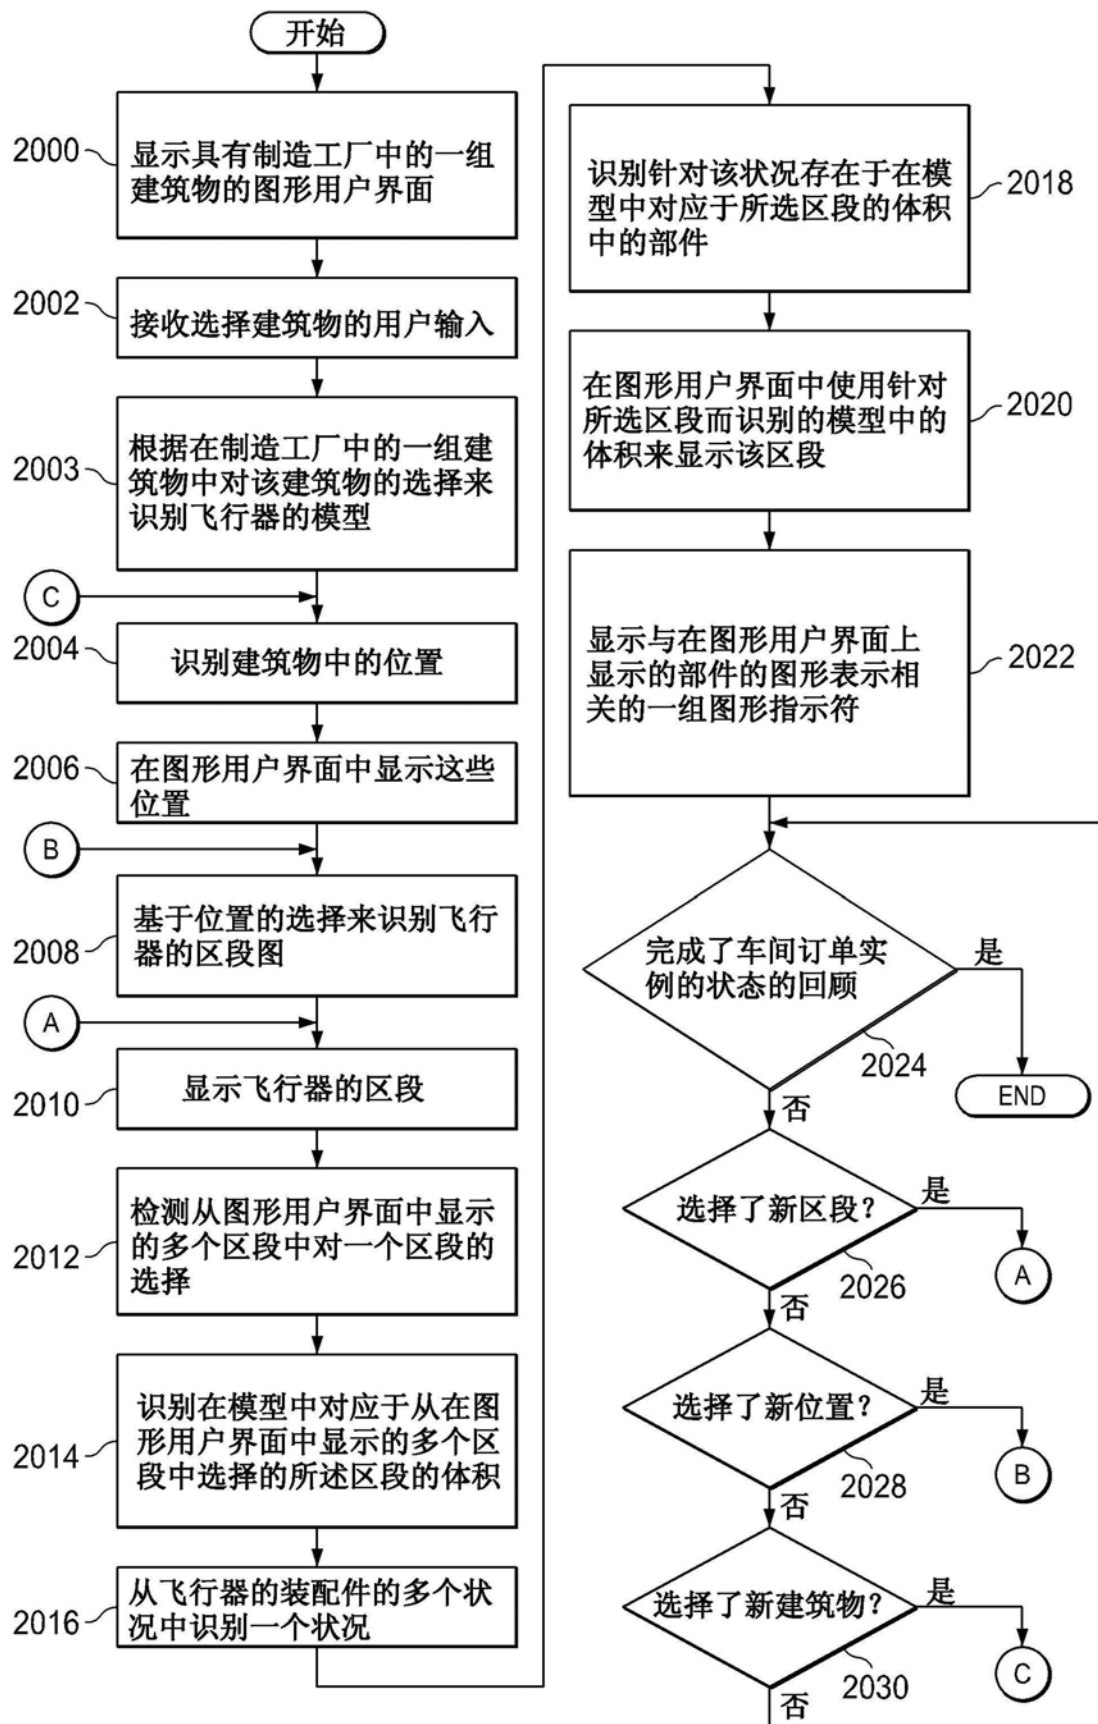 开始
2000
显示具有制造工厂中的一组
建筑物的图形用户界面
2002
接收选择建筑物的用户输入
2003
根据在制造工厂中的一组建
筑物中对该建筑物的选择来
识别飞行器的模型
C
2004
识别建筑物中的位置
2006
在图形用户界面中显示这些
位置
B
2008
基于位置的选择来识别飞行
器的区段图
A
2010
显示飞行器的区段
2012
检测从图形用户界面中显示
的多个区段中对一个区段的
选择
2014
识别在模型中对应于从在图
形用户界面中显示的多个区
段中选择的所述区段的体积
2016
从飞行器的装配件的多个状
况中识别一个状况
识别针对该状况存在于在模
型中对应于所选区段的体积
中的部件
2018
在图形用户界面中使用针对
所选区段而识别的模型中的
体积来显示该区段
2020
显示与在图形用户界面上
显示的部件的图形表示相
关的一组图形指示符
2022
完成了车间订单实
例的状态的回顾
是
2024
END
否
选择了新区段?
是
2026
A
否
选择了新位置?
是
2028
B
否
选择了新建筑物?
是
2030
C
否